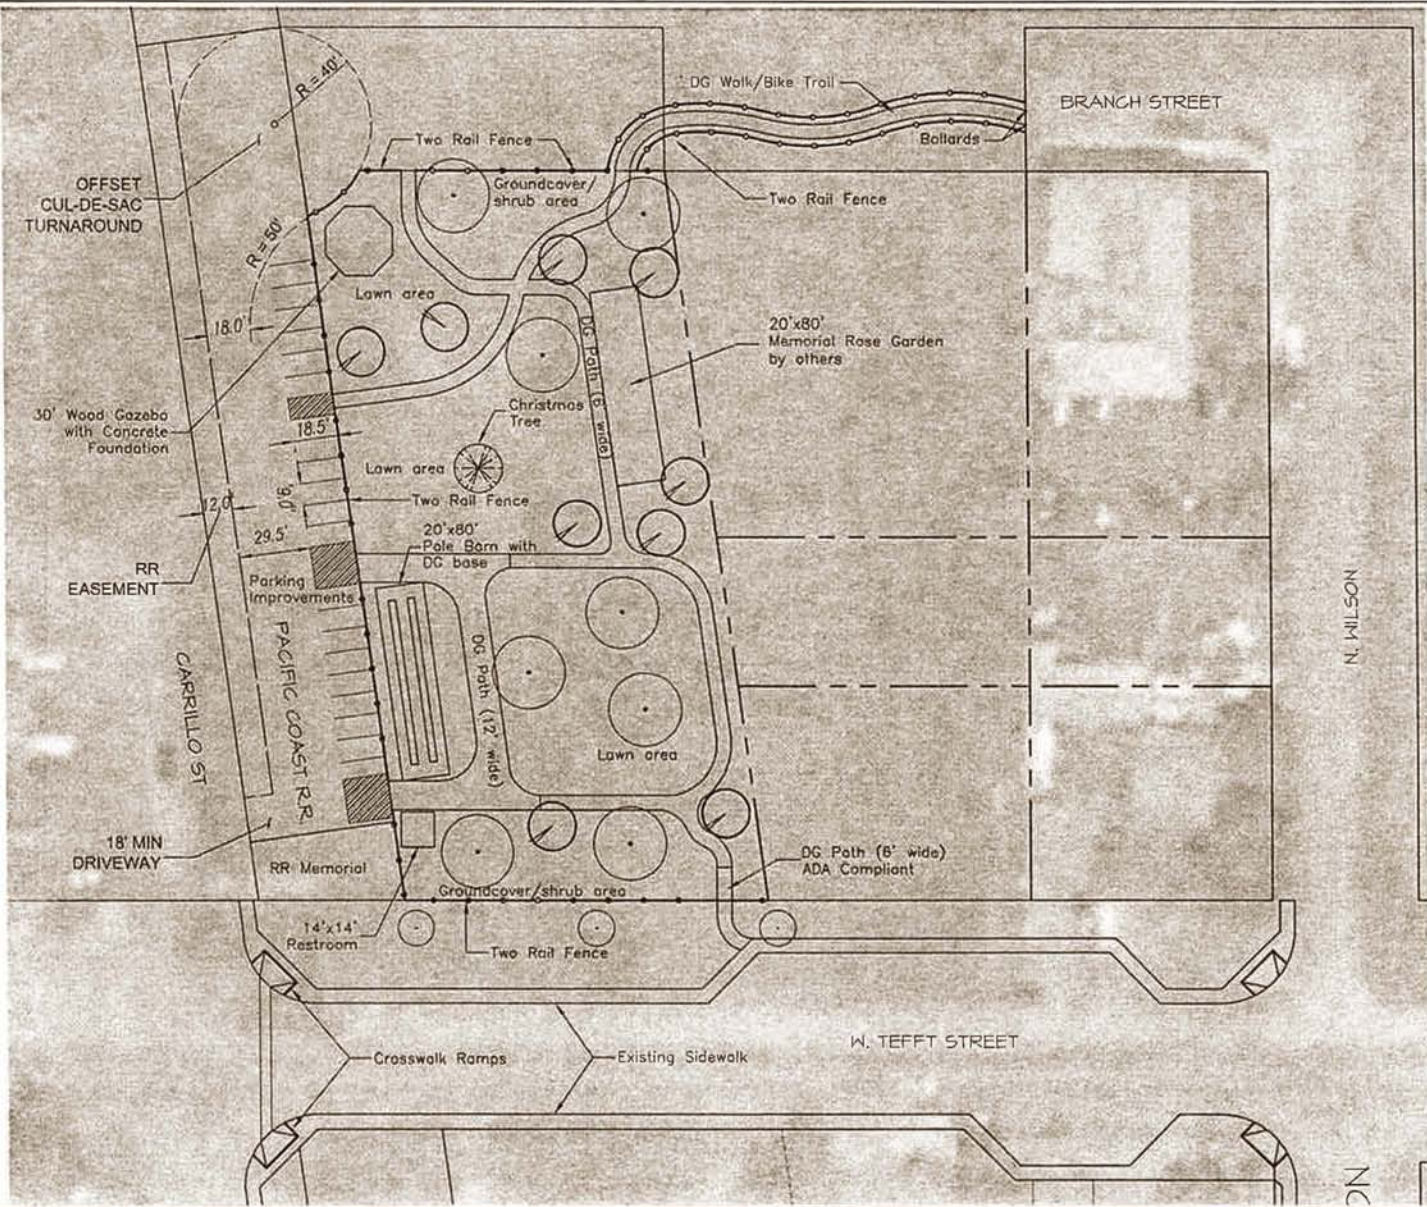 R = 40'
DG Walk/Bike Trail
BRANCH STREET
Bollards
Two Rail Fence
OFFSET
CUL-DE-SAC
TURNAROUND
Groundcover/
shrub area
Two Rail Fence
R = 50'
Lawn area
18.0'
20'x80'
Memorial Rose Garden
by others
DG Path (6' wide)
30' Wood Gazebo
with Concrete
Foundation
Christmas
Tree
18.5'
Lawn area
Two Rail Fence
9.0'
12.0'
29.5'
20'x80'
Pole Barn with
DG base
RR
EASEMENT
Parking
Improvements
N. WILSON
PACIFIC COAST R.R.
CARRILLO ST
DG Path (12' wide)
Lawn area
18' MIN
DRIVEWAY
RR Memorial
DG Path (6' wide)
ADA Compliant
Groundcover/shrub area
14'x14'
Restroom
Two Rail Fence
W. TEFFT STREET
Crosswalk Ramps
Existing Sidewalk
ON